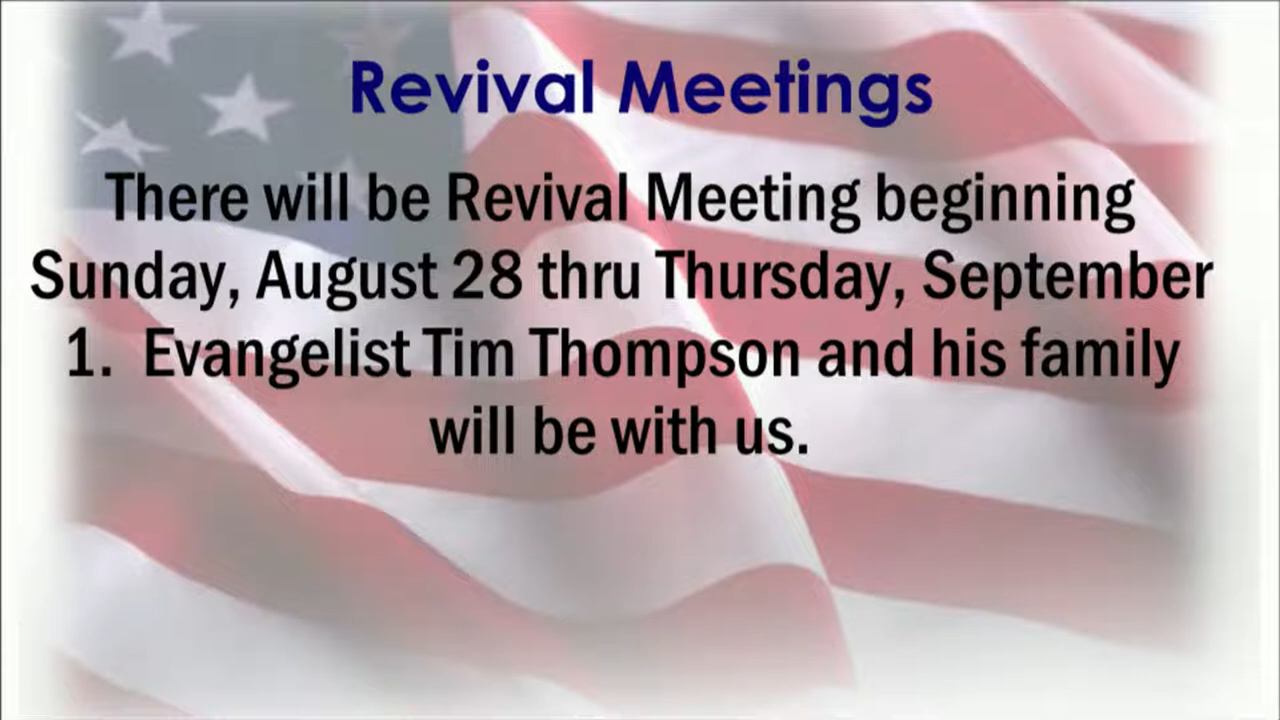 Revival Meetings
There will be Revival Meeting beginning
Sunday, August 28 thru Thursday, September
1.  Evangelist Tim Thompson and his family
will be with us.